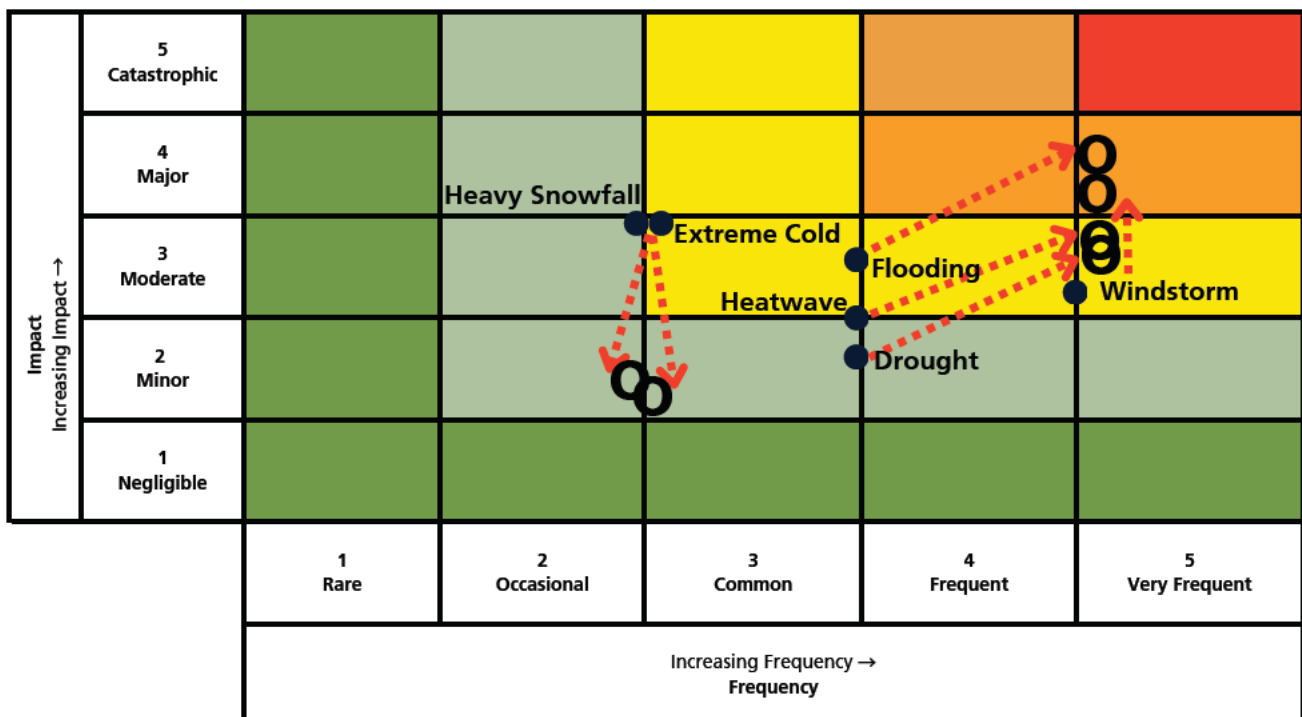 5
Catastrophic
4
Major
Heavy Snowfall
Extreme Cold
3
Moderate
Flooding
Heatwave
Windstorm
2
Minor
Drought
1
Negligible
Impact
Increasing Impact →
1
Rare
2
Occasional
3
Common
4
Frequent
5
Very Frequent
Increasing Frequency →
Frequency